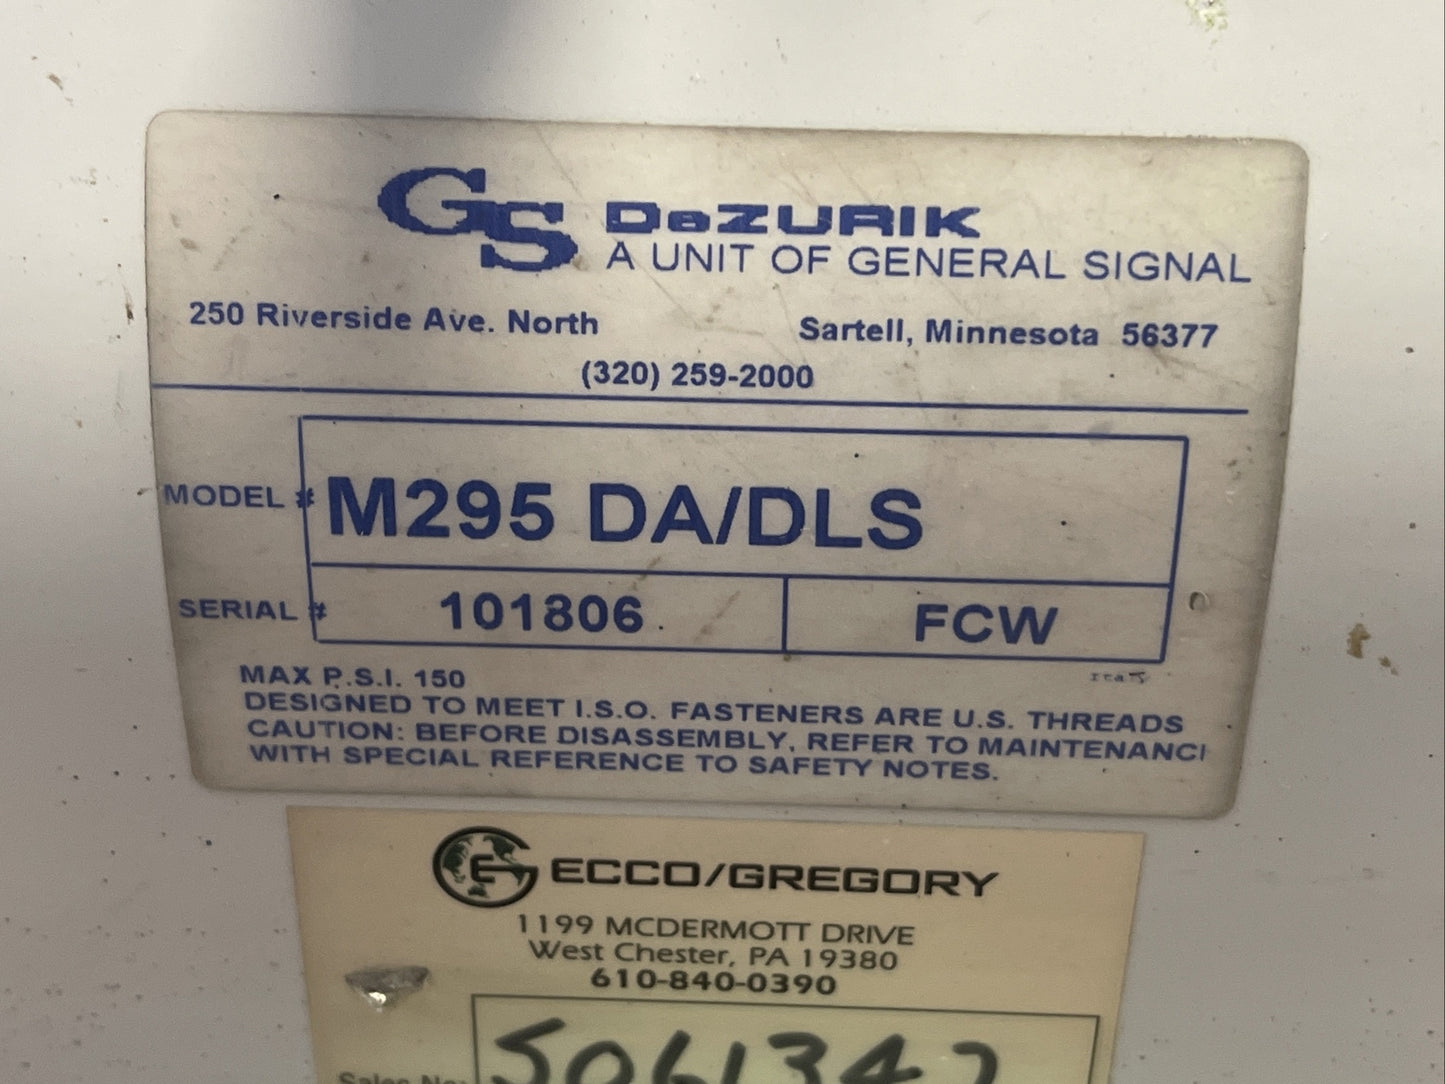 GS DeZURIK
A UNIT OF GENERAL SIGNAL
250 Riverside Ave. North Sartell, Minnesota 56377
(320) 259-2000
MODEL # M295 DA/DLS
SERIAL # 101806 FCW
MAX P.S.I. 150
DESIGNED TO MEET I.S.O. FASTENERS ARE U.S. THREADS
CAUTION: BEFORE DISASSEMBLY, REFER TO MAINTENANC
WITH SPECIAL REFERENCE TO SAFETY NOTES.
ECCO/GREGORY
1199 MCDERMOTT DRIVE
West Chester, PA 19380
610-840-0390
Sales No: